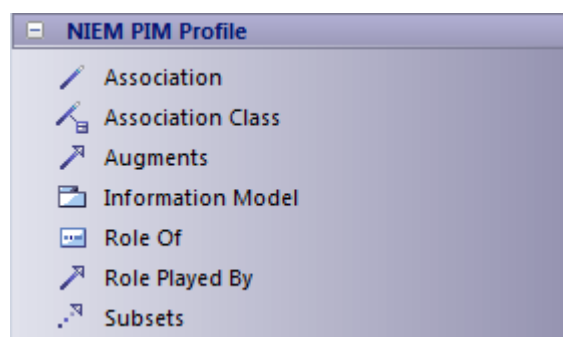 NIEM PIM Profile
Association
Association Class
Augments
Information Model
Role Of
Role Played By
Subsets